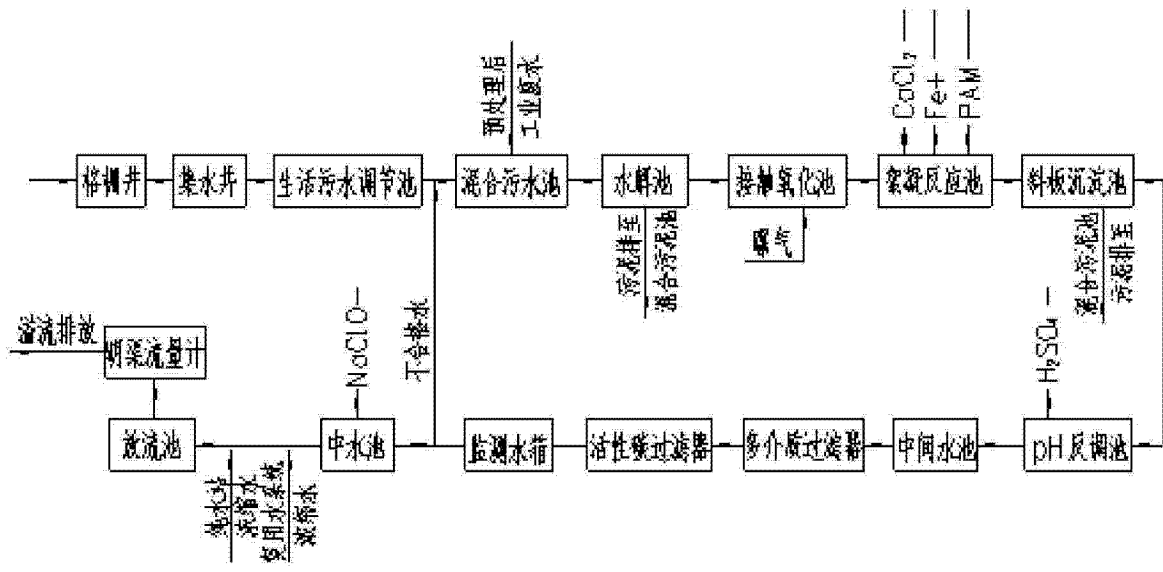 CaCl₂
Fe+
PAM
预处理后
工业废水
格栅井
集水井
生活污水调节池
混合污水池
水解池
接触氧化池
絮凝反应池
斜板沉淀池
曝气
污泥排至
混合污泥池
混合污泥池
污泥排至
溢流排放
明渠流量计
NaClO
不合格水
H₂SO₄
放流池
中水池
监测水箱
活性碳过滤器
多介质过滤器
中间水池
pH反调池
纯水站
浓缩水
复用水系统
浓缩水